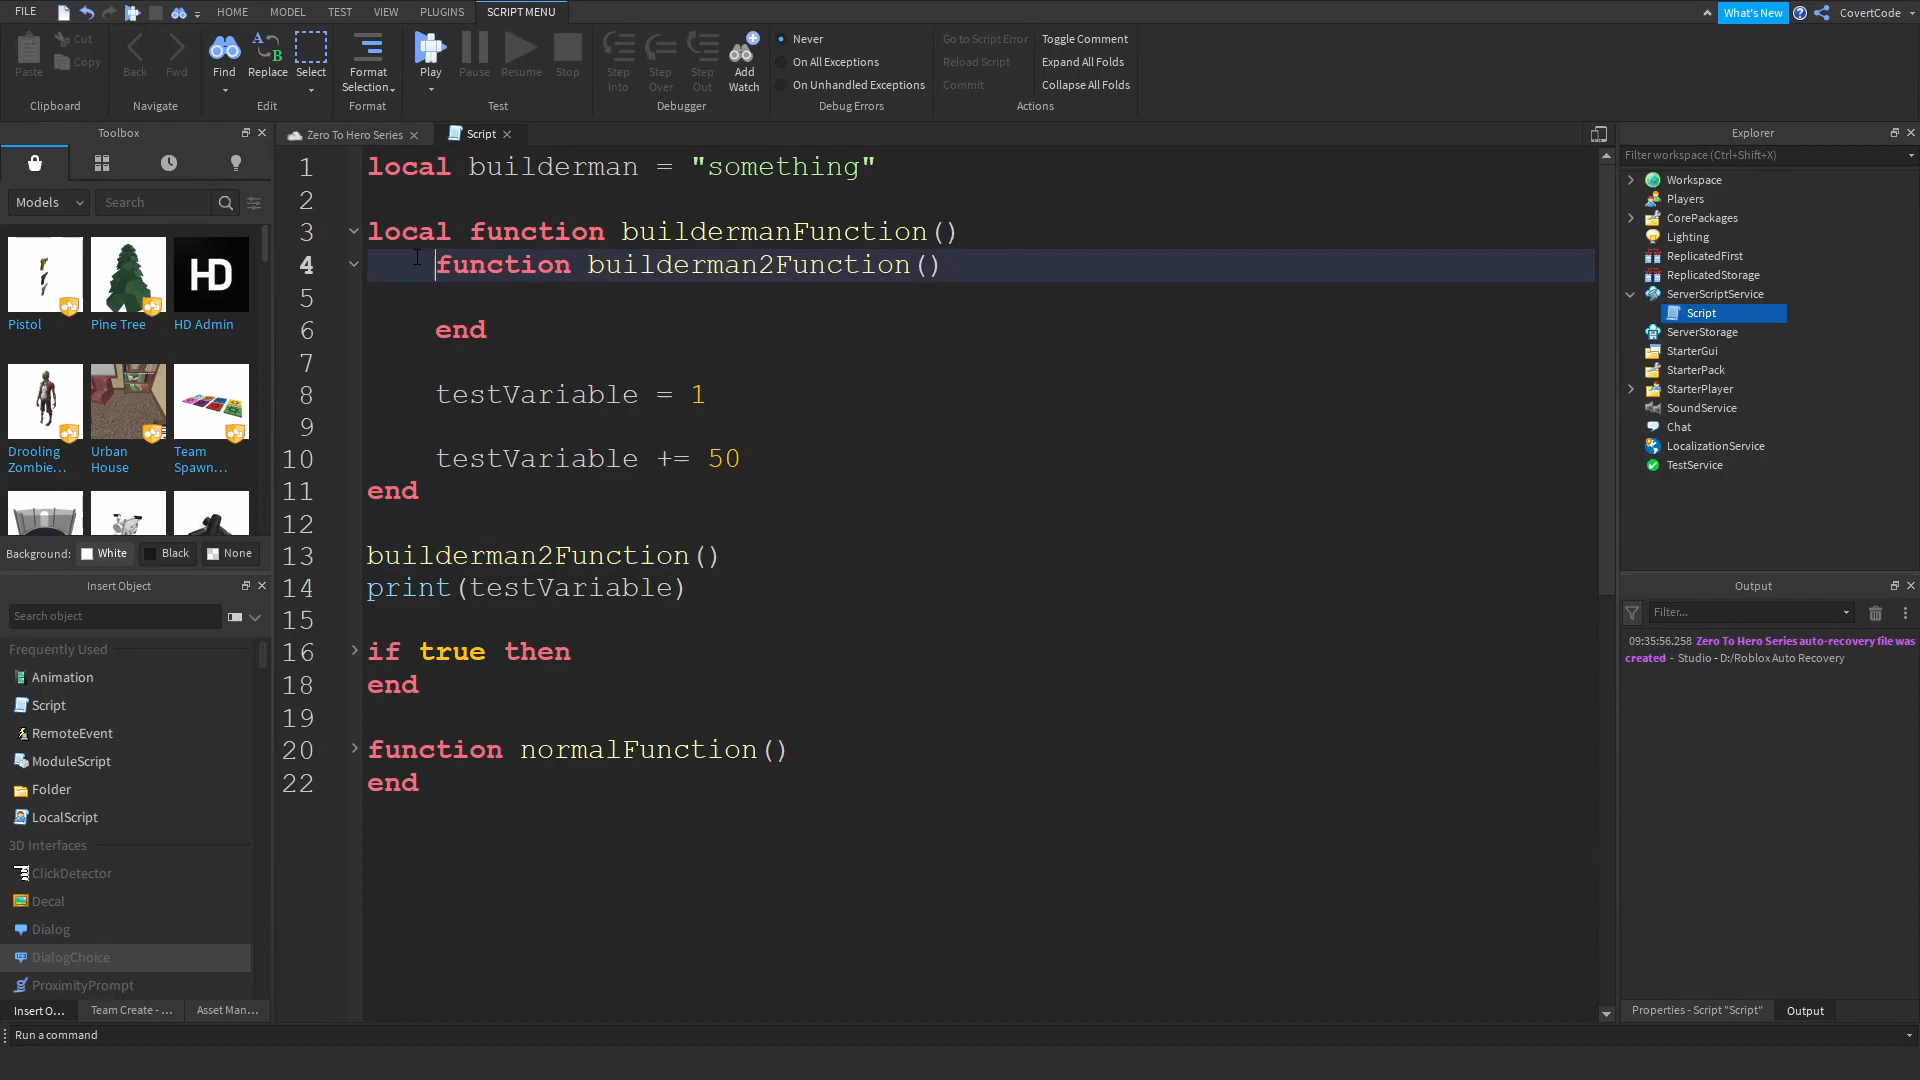 FILE HOME MODEL TEST VIEW PLUGINS SCRIPT MENU What's New CovertCode
Cut
Copy
Paste Back Fwd Find Replace Select Format Selection Play Pause Resume Stop Step Into Step Over Step Out Add Watch
Never
On All Exceptions
On Unhandled Exceptions
Go to Script Error
Reload Script
Commit
Toggle Comment
Expand All Folds
Collapse All Folds
Clipboard Navigate Edit Format Test Debugger Debug Errors Actions
Toolbox
Models Search
Pistol Pine Tree HD Admin
HD
Drooling Zombie... Urban House Team Spawn...
Background: White Black None
Insert Object
Search object
Frequently Used
Animation
Script
RemoteEvent
ModuleScript
Folder
LocalScript
3D Interfaces
ClickDetector
Decal
Dialog
DialogChoice
ProximityPrompt
Insert O... Team Create - ... Asset Man...
Run a command
Zero To Hero Series Script
1 local builderman = "something"
2
3 local function buildermanFunction()
4 function builderman2Function()
5
6 end
7
8 testVariable = 1
9
10 testVariable += 50
11 end
12
13 builderman2Function()
14 print(testVariable)
15
16 if true then
18 end
19
20 function normalFunction()
22 end
Explorer
Filter workspace (Ctrl+Shift+X)
Workspace
Players
CorePackages
Lighting
ReplicatedFirst
ReplicatedStorage
ServerScriptService
Script
ServerStorage
StarterGui
StarterPack
StarterPlayer
SoundService
Chat
LocalizationService
TestService
Output
Filter...
09:35:56.258 Zero To Hero Series auto-recovery file was
created - Studio - D:/Roblox Auto Recovery
Properties - Script "Script" Output